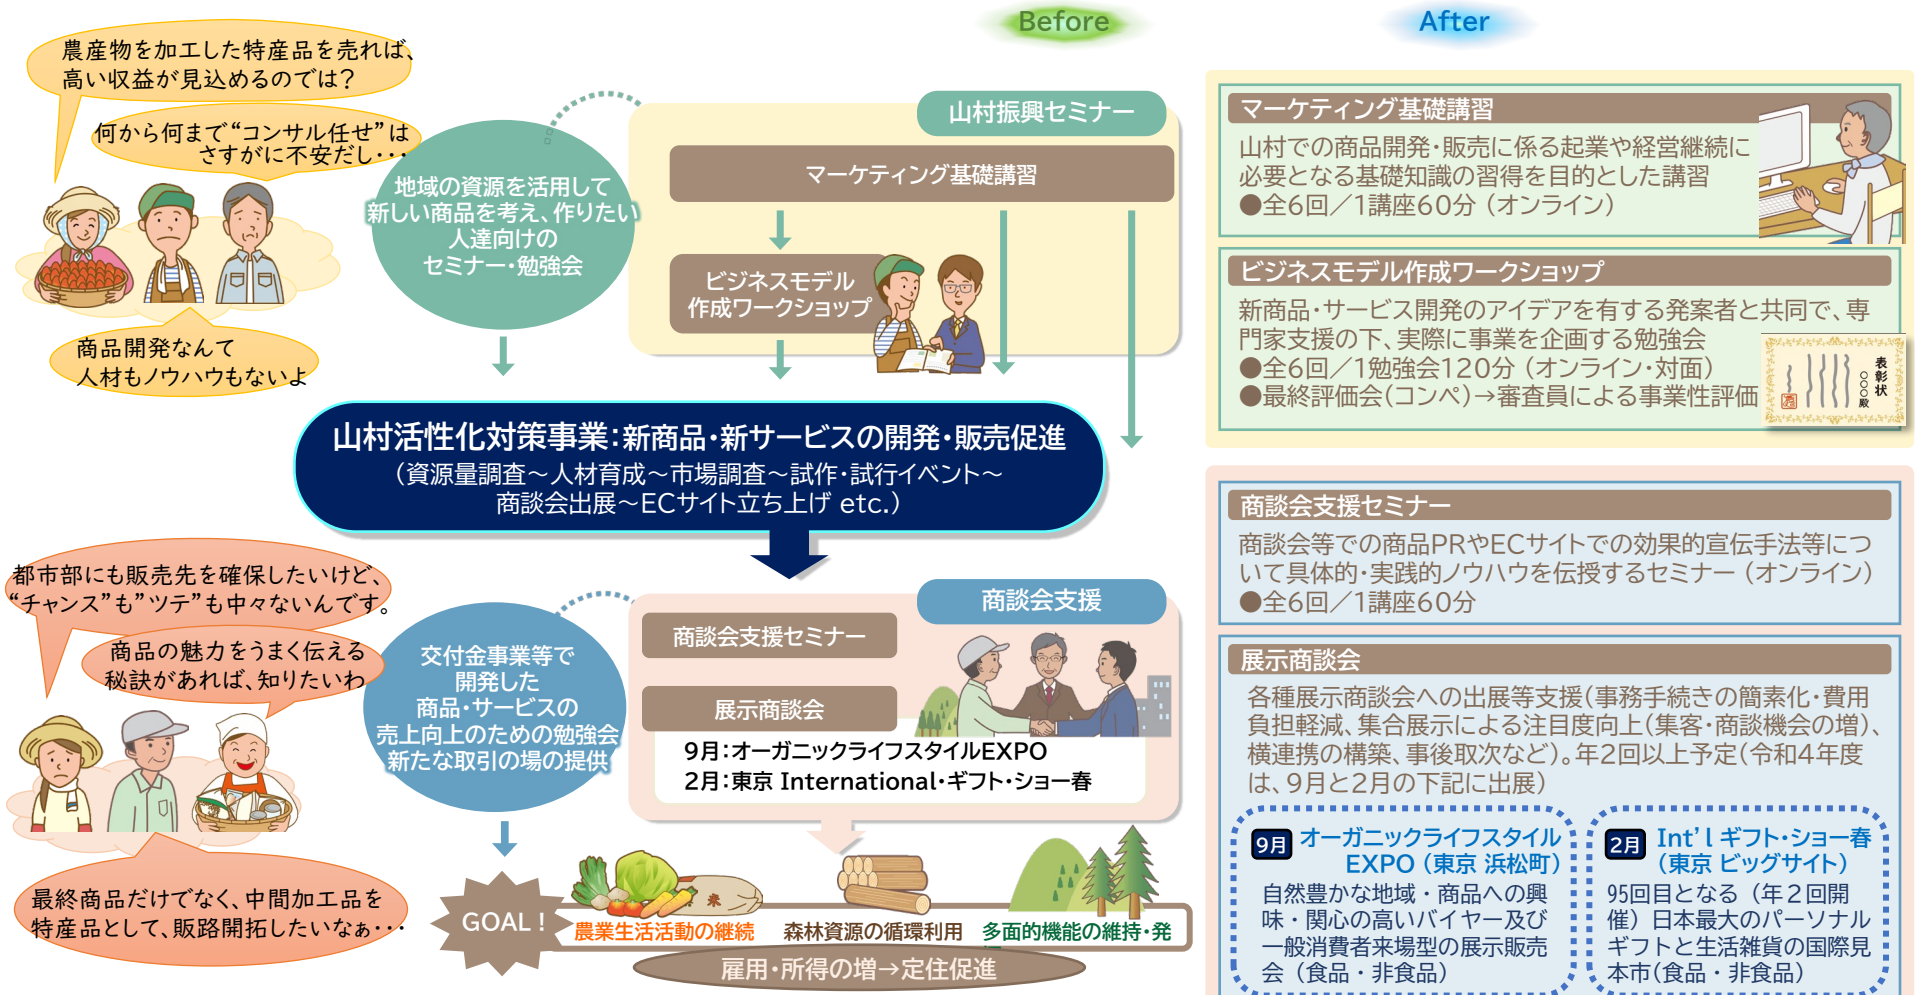 Before
After
農産物を加工した特産品を売れば、
高い収益が見込めるのでは？
何から何まで“コンサル任せ”は
さすがに不安だし・・・
商品開発なんて
人材もノウハウもないよ
地域の資源を活用して
新しい商品を考え、作りたい
人達向けの
セミナー・勉強会
山村振興セミナー
マーケティング基礎講習
ビジネスモデル
作成ワークショップ
山村活性化対策事業：新商品・新サービスの開発・販売促進
（資源量調査～人材育成～市場調査～試作・試行イベント～
商談会出展～ECサイト立ち上げ etc.）
都市部にも販売先を確保したいけど、
“チャンス”も”ツテ”も中々ないんです。
商品の魅力をうまく伝える
秘訣があれば、知りたいわ
最終商品だけでなく、中間加工品を
特産品として、販路開拓したいなぁ・・・
交付金事業等で
開発した
商品・サービスの
売上向上のための勉強会
新たな取引の場の提供
商談会支援
商談会支援セミナー
展示商談会
9月：オーガニックライフスタイルEXPO
2月：東京 International・ギフト・ショー春
GOAL！
米
農業生活活動の継続
森林資源の循環利用
多面的機能の維持・発
雇用・所得の増→定住促進
マーケティング基礎講習
山村での商品開発・販売に係る起業や経営継続に
必要となる基礎知識の習得を目的とした講習
●全6回／1講座60分（オンライン）
ビジネスモデル作成ワークショップ
新商品・サービス開発のアイデアを有する発案者と共同で、専
門家支援の下、実際に事業を企画する勉強会
●全6回／1勉強会120分（オンライン・対面）
●最終評価会（コンペ）→審査員による事業性評価
表彰状
○○○殿
商談会支援セミナー
商談会等での商品PRやECサイトでの効果的宣伝手法等につ
いて具体的・実践的ノウハウを伝授するセミナー（オンライン）
●全6回／1講座60分
展示商談会
各種展示商談会への出展等支援（事務手続きの簡素化・費用
負担軽減、集合展示による注目度向上（集客・商談機会の増）、
横連携の構築、事後取次など）。年2回以上予定（令和4年度
は、9月と2月の下記に出展）
9月 オーガニックライフスタイル
EXPO（東京 浜松町）
自然豊かな地域・商品への興
味・関心の高いバイヤー及び
一般消費者来場型の展示販売
会（食品・非食品）
2月 Int’l ギフト・ショー春
（東京 ビッグサイト）
95回目となる（年２回開
催）日本最大のパーソナル
ギフトと生活雑貨の国際見
本市(食品・非食品）